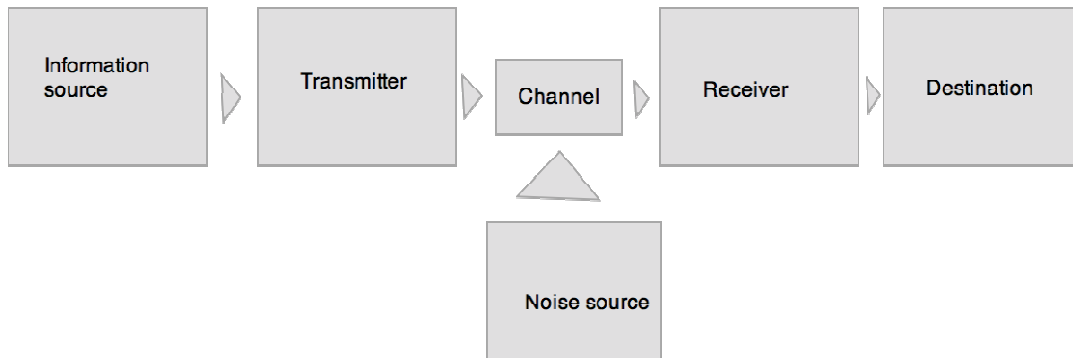 Information
source
Transmitter
Channel
Receiver
Destination
Noise source